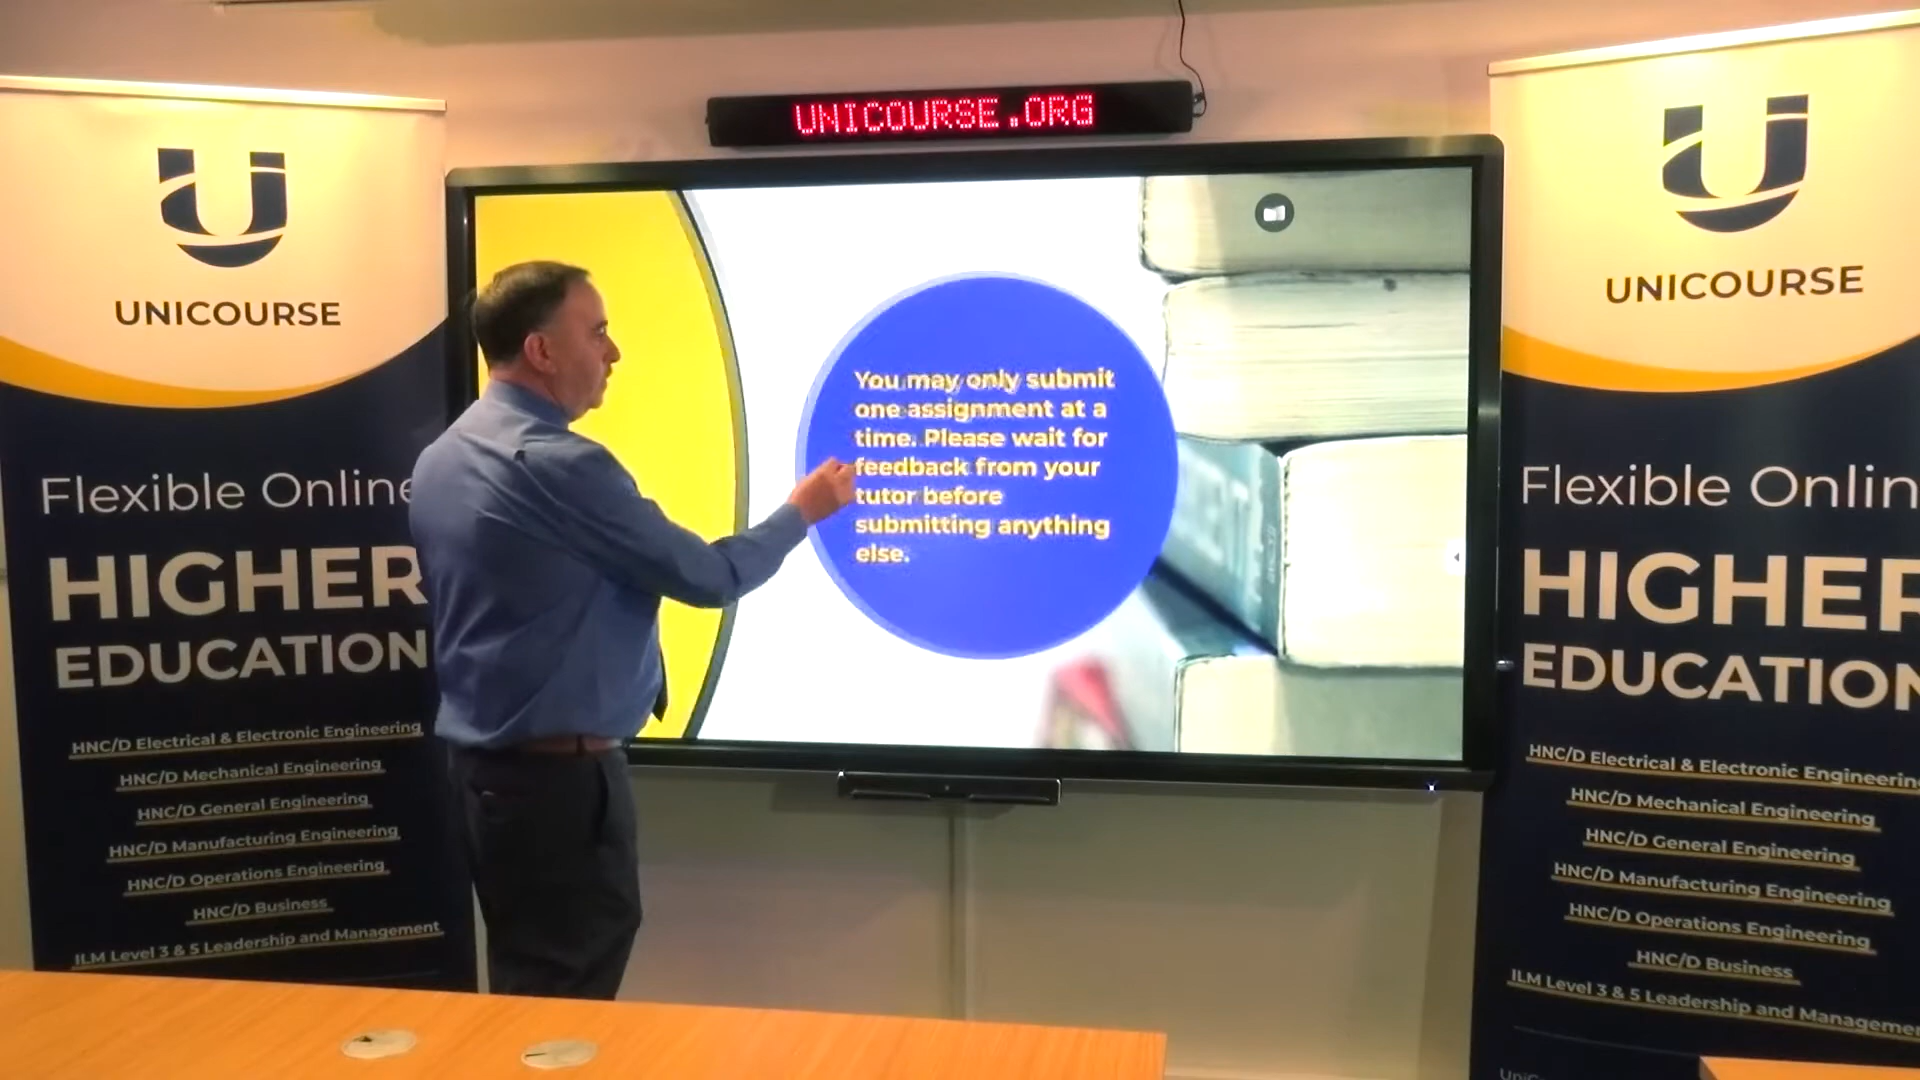 UNICOURSE.ORG
UNICOURSE
Flexible Online
HIGHER
EDUCATION
HNC/D Electrical & Electronic Engineering
HNC/D Mechanical Engineering
HNC/D General Engineering
HNC/D Manufacturing Engineering
HNC/D Operations Engineering
HNC/D Business
ILM Level 3 & 5 Leadership and Management
You may only submit
one assignment at a
time. Please wait for
feedback from your
tutor before
submitting anything
else.
UNICOURSE
Flexible Onlin
HIGHER
EDUCATION
HNC/D Electrical & Electronic Engineering
HNC/D Mechanical Engineering
HNC/D General Engineering
HNC/D Manufacturing Engineering
HNC/D Operations Engineering
HNC/D Business
ILM Level 3 & 5 Leadership and Managemen